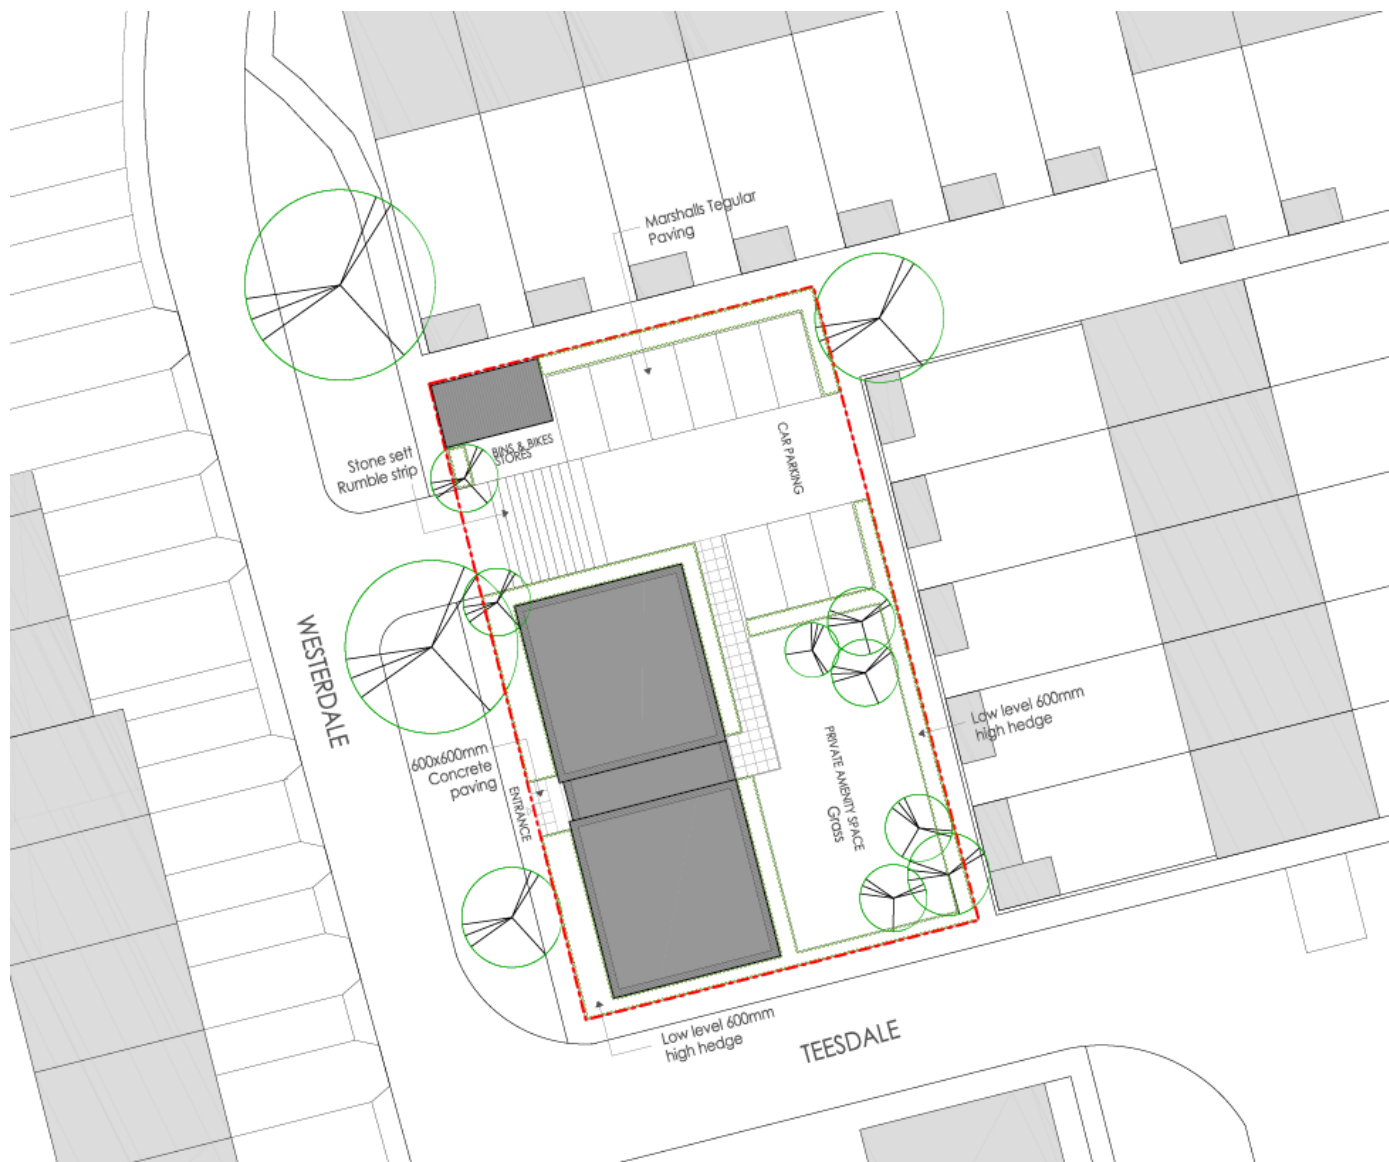 Marshalls Tegular
Paving
Stone sett
Rumble strip
BINS & BIKES
STORES
CAR PARKING
WESTERDALE
600x600mm
Concrete
paving
ENTRANCE
PRIVATE AMENITY SPACE
Grass
Low level 600mm
high hedge
Low level 600mm
high hedge
TEESDALE